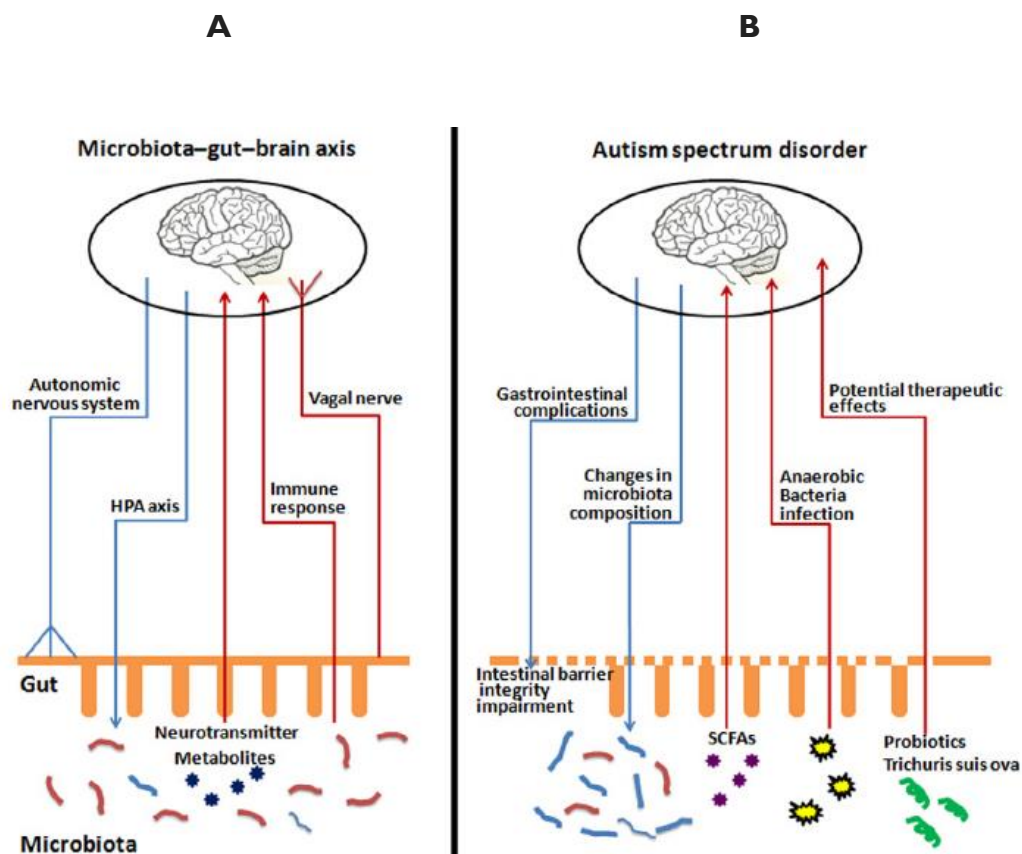 A
B
Microbiota–gut–brain axis
Autonomic
nervous system
Vagal nerve
HPA axis
Immune
response
Gut
Neurotransmitter
Metabolites
Microbiota
Autism spectrum disorder
Gastrointestinal
complications
Potential therapeutic
effects
Changes in
microbiota
composition
Anaerobic
Bacteria
infection
Intestinal barrier
integrity
impairment
SCFAs
Probiotics
Trichuris suis ova